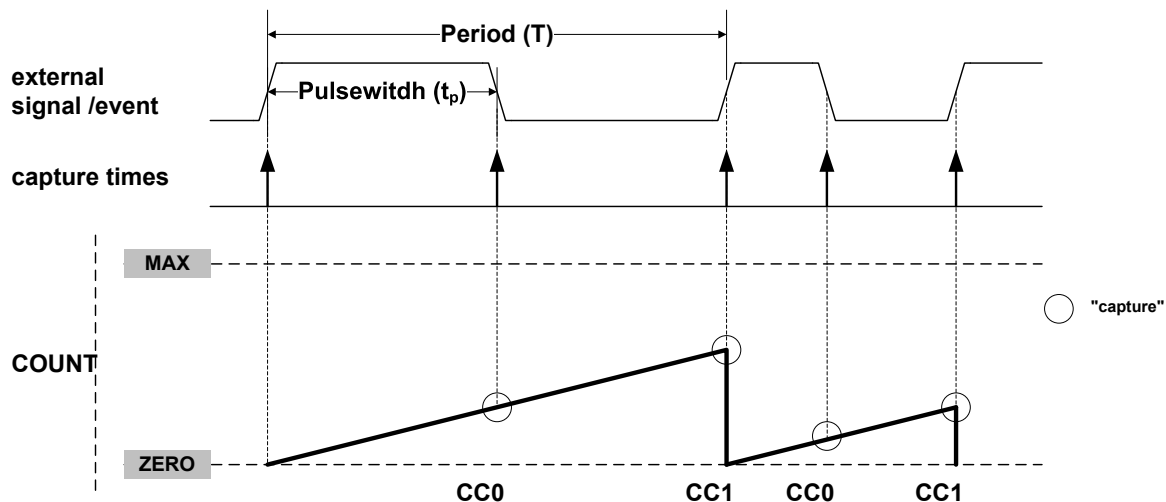 Period (T)
external
signal /event
Pulsewitdh (tp)
capture times
MAX
"capture"
COUNT
ZERO
CC0 CC1 CC0 CC1